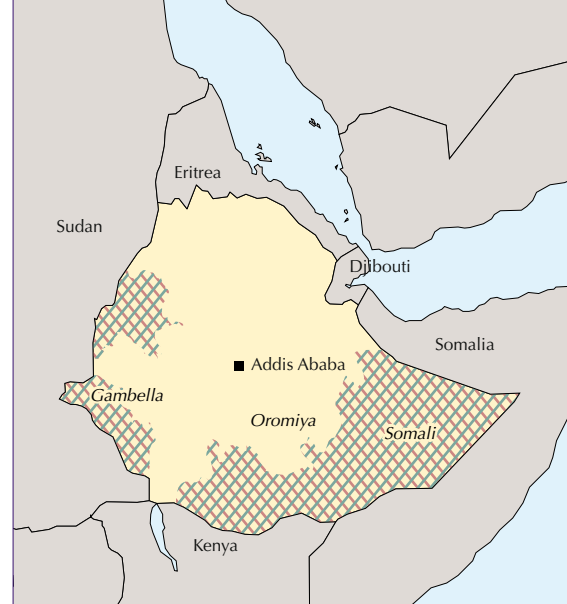 Eritrea
Sudan
Djibouti
Somalia
Addis Ababa
Gambella
Oromiya
Somali
Kenya